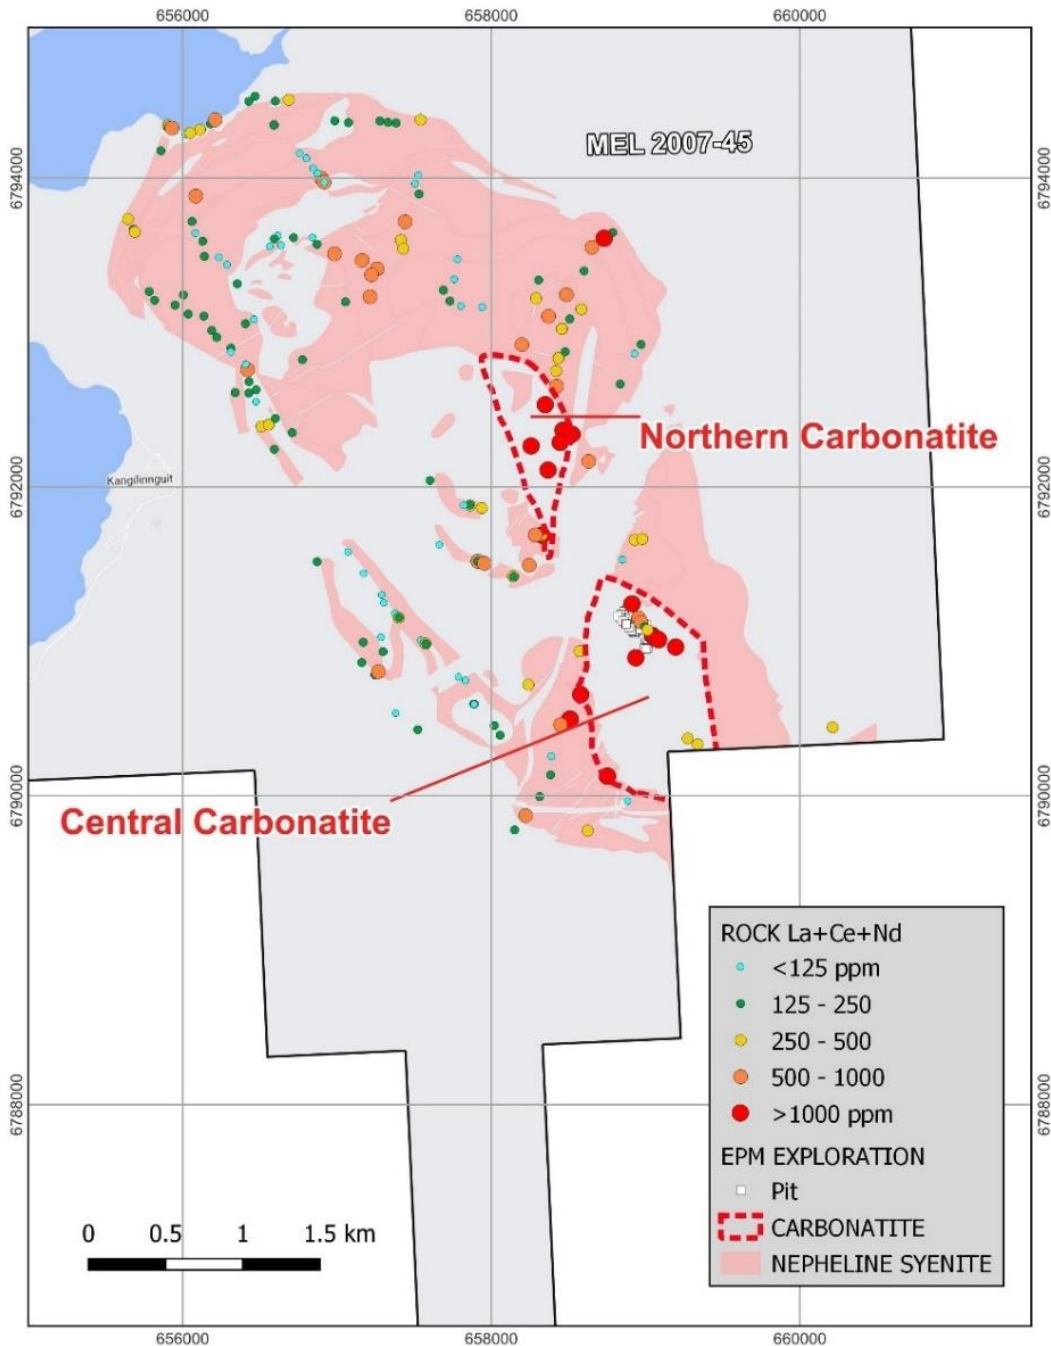 656000
658000
660000
MEL 2007-45
6794000
6794000
Northern Carbonatite
6792000
Kangilinnguit
6792000
6790000
6790000
Central Carbonatite
ROCK La+Ce+Nd
<125 ppm
125 - 250
250 - 500
500 - 1000
>1000 ppm
EPM EXPLORATION
Pit
CARBONATITE
NEPHELINE SYENITE
6788000
6788000
0 0.5 1 1.5 km
656000
658000
660000